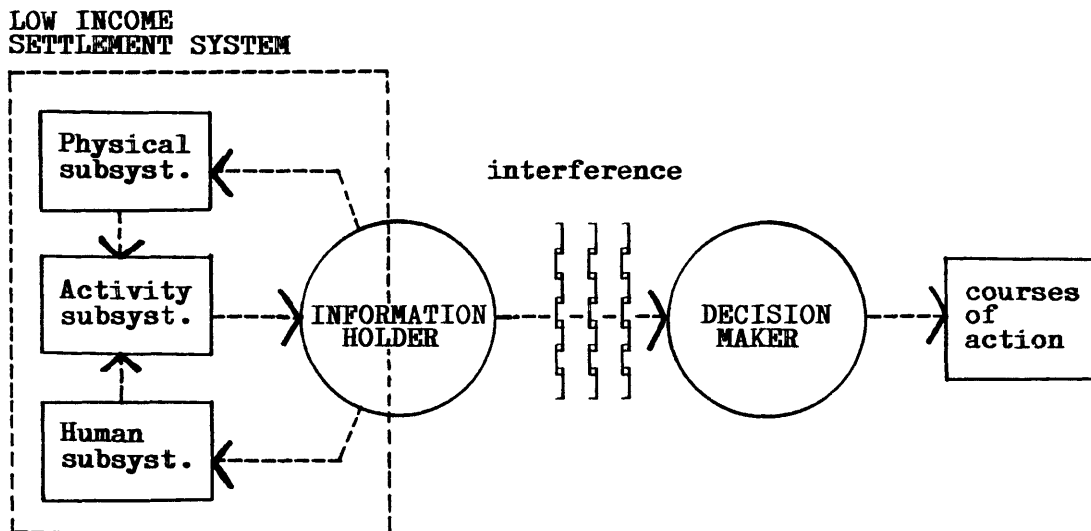 LOW INCOME
SETTLEMENT SYSTEM
Physical
subsyst.
interference
Activity
subsyst.
INFORMATION
HOLDER
DECISION
MAKER
courses
of
action
Human
subsyst.